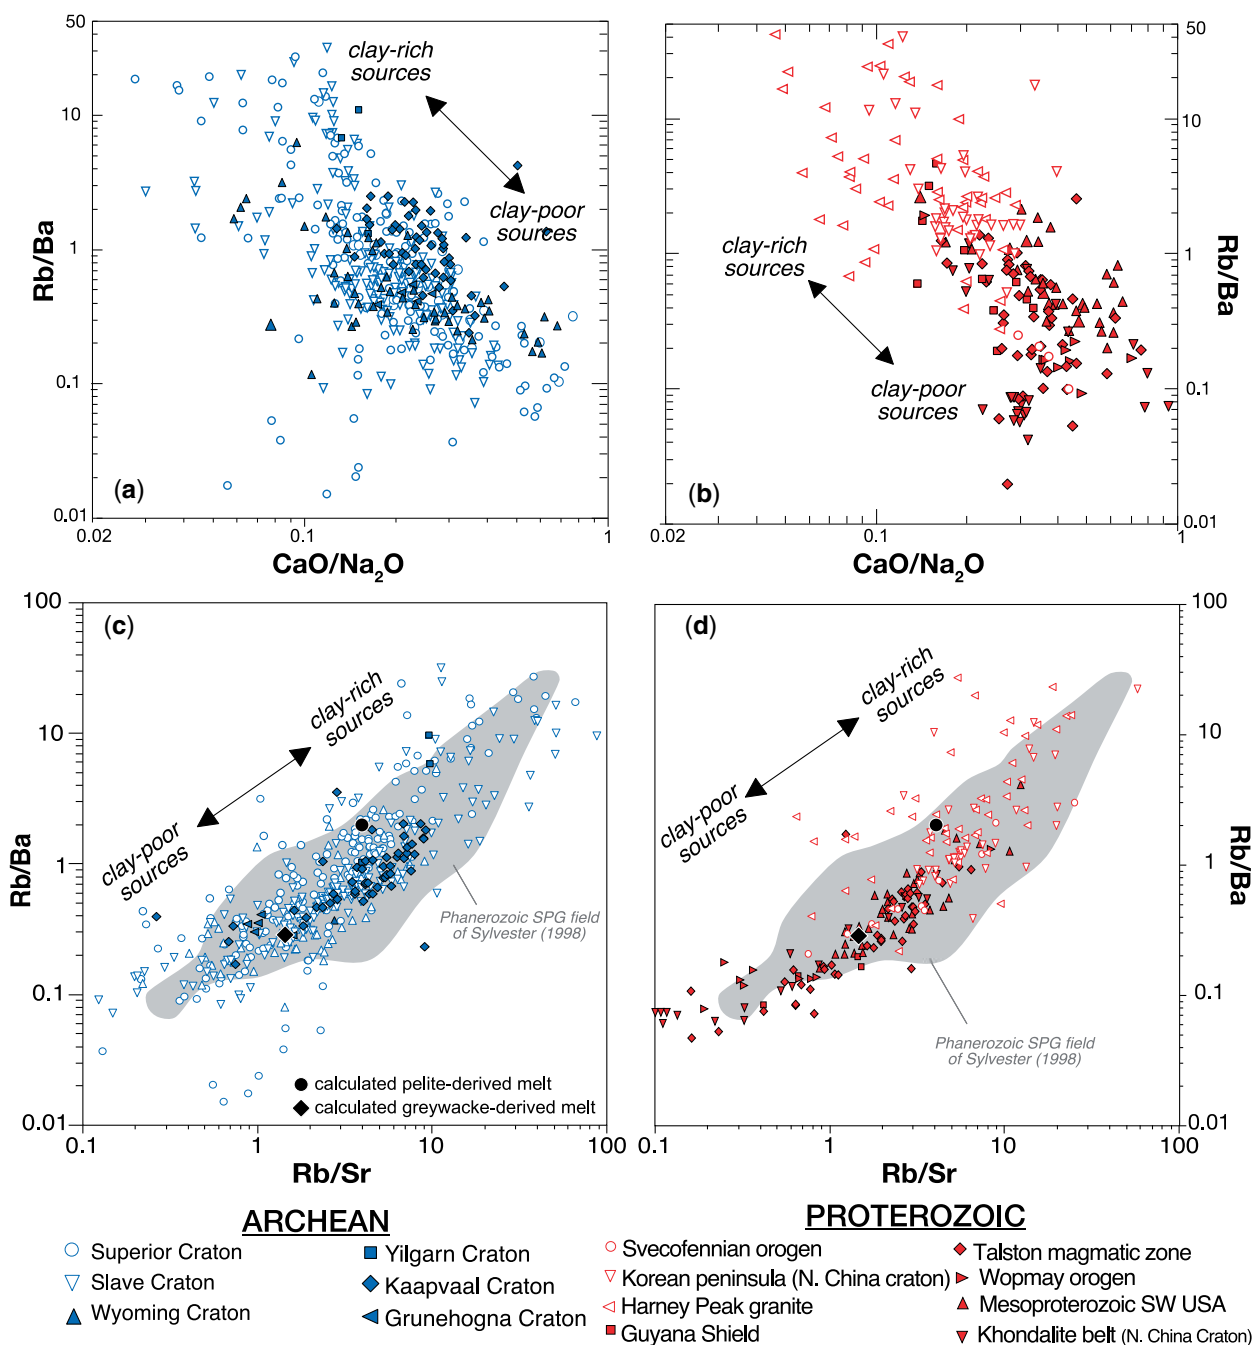 50
10
1
0.1
0.01
Rb/Ba
clay-rich
sources
clay-poor
sources
(a)
0.02
0.1
1
CaO/Na₂O
50
10
1
0.1
0.01
Rb/Ba
clay-rich
sources
clay-poor
sources
(b)
0.02
0.1
1
CaO/Na₂O
100
10
1
0.1
0.01
Rb/Ba
(c)
clay-rich
sources
clay-poor
sources
Phanerozoic SPG field
of Sylvester (1998)
calculated pelite-derived melt
calculated greywacke-derived melt
0.1
1
10
100
Rb/Sr
100
10
1
0.1
0.01
Rb/Ba
(d)
clay-rich
sources
clay-poor
sources
Phanerozoic SPG field
of Sylvester (1998)
0.1
1
10
100
Rb/Sr
ARCHEAN
Superior Craton
Slave Craton
Wyoming Craton
Yilgarn Craton
Kaapvaal Craton
Grunehogna Craton
PROTEROZOIC
Svecofennian orogen
Korean peninsula (N. China craton)
Harney Peak granite
Guyana Shield
Talston magmatic zone
Wopmay orogen
Mesoproterozoic SW USA
Khondalite belt (N. China Craton)